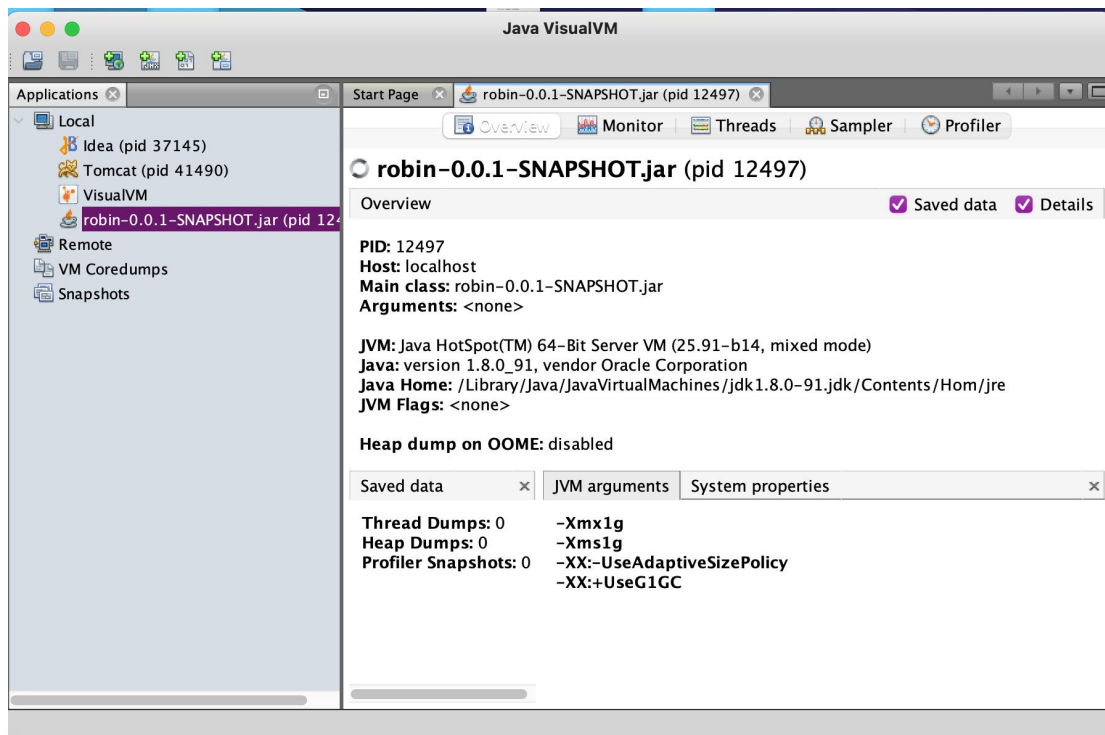 Java VisualVM
Applications
Local
Idea (pid 37145)
Tomcat (pid 41490)
VisualVM
robin-0.0.1-SNAPSHOT.jar (pid 124
Remote
VM Coredumps
Snapshots
Start Page robin-0.0.1-SNAPSHOT.jar (pid 12497)
Overview Monitor Threads Sampler Profiler
robin-0.0.1-SNAPSHOT.jar (pid 12497)
Overview Saved data Details
PID: 12497
Host: localhost
Main class: robin-0.0.1-SNAPSHOT.jar
Arguments: <none>
JVM: Java HotSpot(TM) 64-Bit Server VM (25.91-b14, mixed mode)
Java: version 1.8.0_91, vendor Oracle Corporation
Java Home: /Library/Java/JavaVirtualMachines/jdk1.8.0-91.jdk/Contents/Hom/jre
JVM Flags: <none>
Heap dump on OOME: disabled
Saved data
Thread Dumps: 0
Heap Dumps: 0
Profiler Snapshots: 0
JVM arguments System properties
-Xmx1g
-Xms1g
-XX:-UseAdaptiveSizePolicy
-XX:+UseG1GC